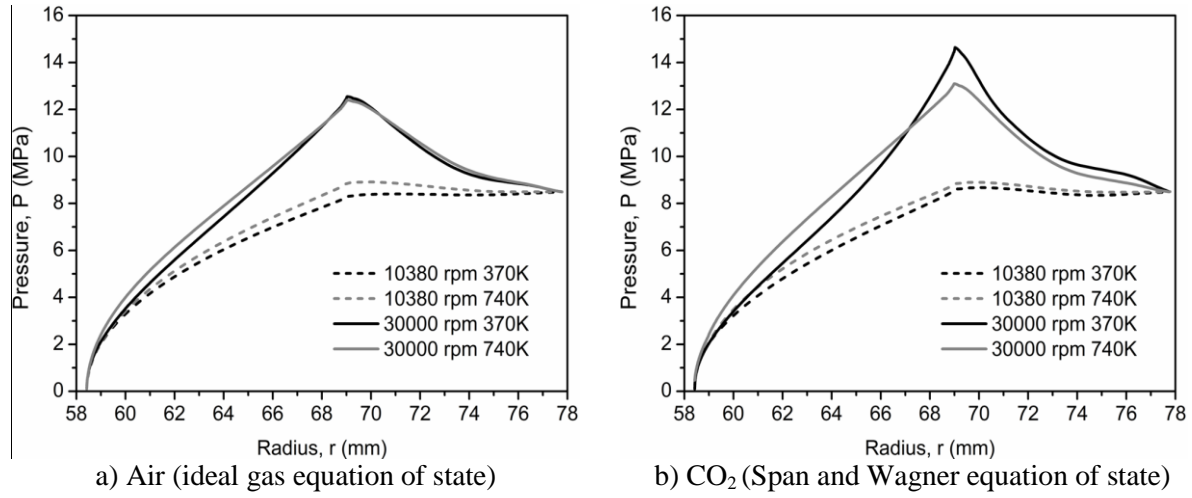 16
14
12
10
8
6
4
2
0
Pressure, P (MPa)
10380 rpm 370K
10380 rpm 740K
30000 rpm 370K
30000 rpm 740K
58 60 62 64 66 68 70 72 74 76 78
Radius, r (mm)
a) Air (ideal gas equation of state)
16
14
12
10
8
6
4
2
0
Pressure, P (MPa)
10380 rpm 370K
10380 rpm 740K
30000 rpm 370K
30000 rpm 740K
58 60 62 64 66 68 70 72 74 76 78
Radius, r (mm)
b) CO₂ (Span and Wagner equation of state)